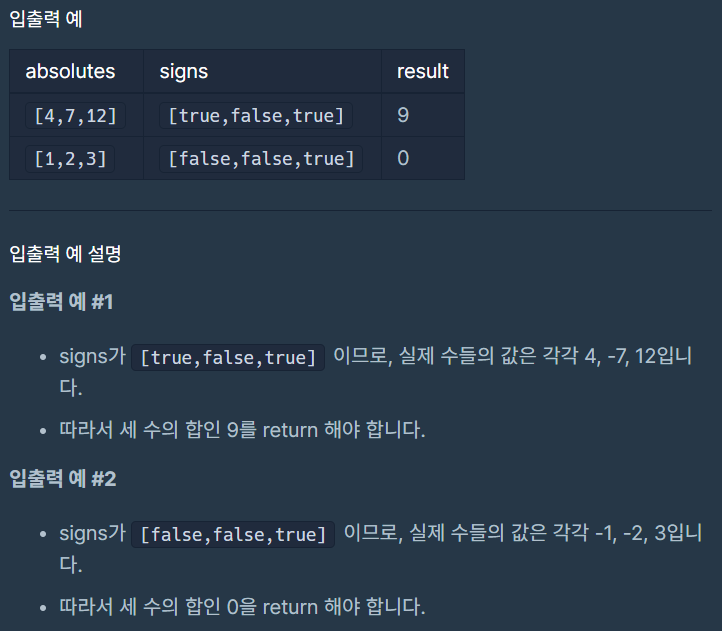 입출력 예
absolutes signs result
[4,7,12] [true,false,true] 9
[1,2,3] [false,false,true] 0
입출력 예 설명
입출력 예 #1
• signs가 [true,false,true] 이므로, 실제 수들의 값은 각각 4, -7, 12입니
다.
• 따라서 세 수의 합인 9를 return 해야 합니다.
입출력 예 #2
• signs가 [false,false,true] 이므로, 실제 수들의 값은 각각 -1, -2, 3입니
다.
• 따라서 세 수의 합인 0을 return 해야 합니다.